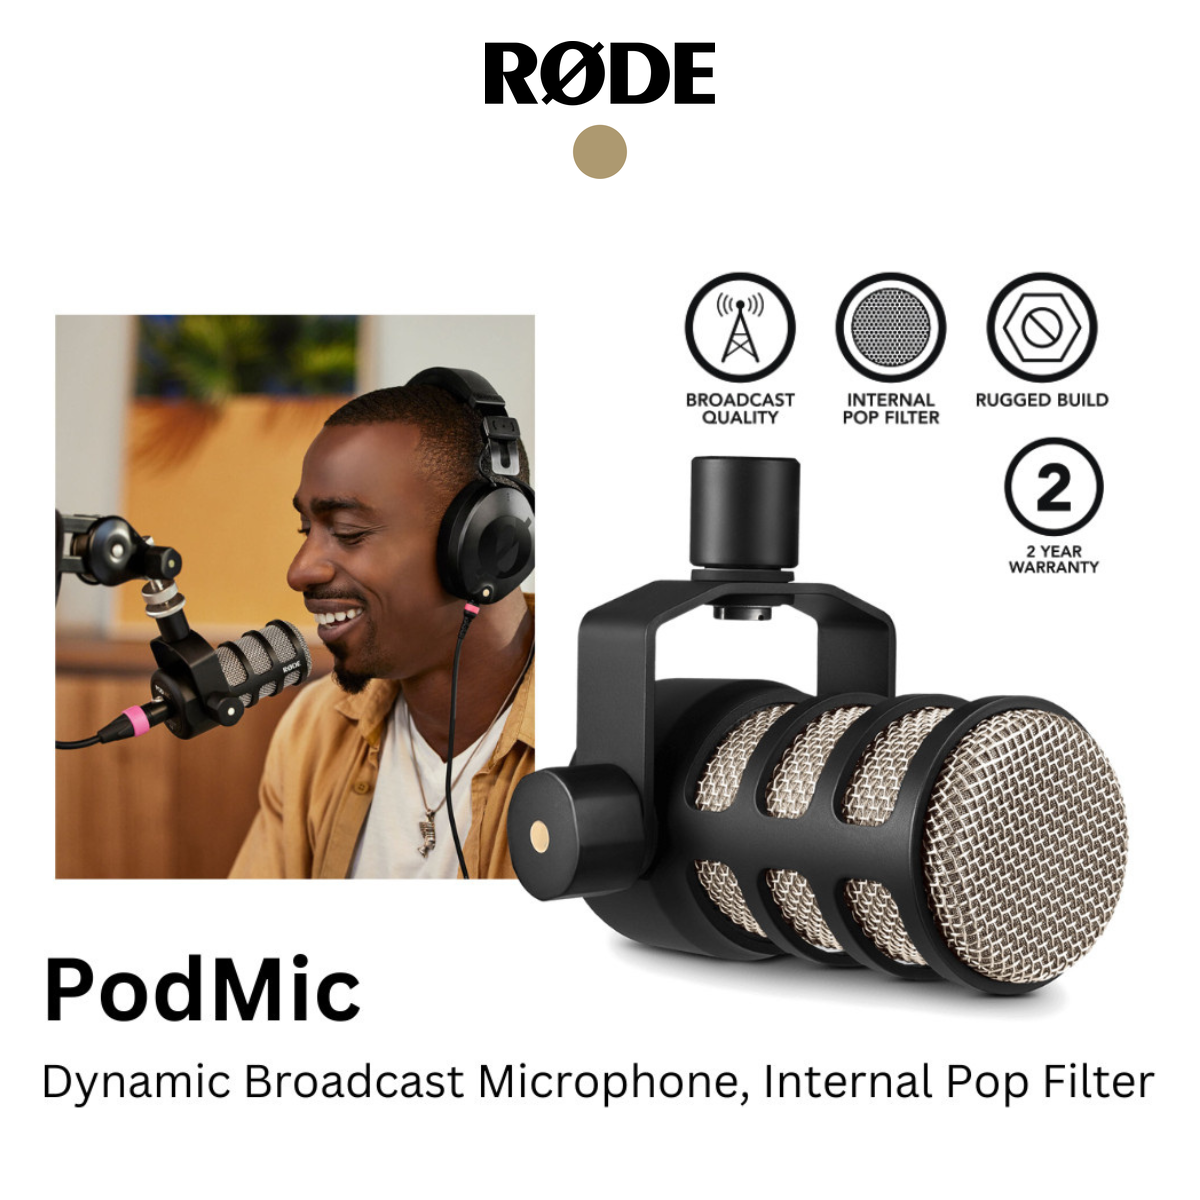 RØDE
BROADCAST
QUALITY
INTERNAL
POP FILTER
RUGGED BUILD
2
2 YEAR
WARRANTY
RØDE
PodMic
Dynamic Broadcast Microphone, Internal Pop Filter